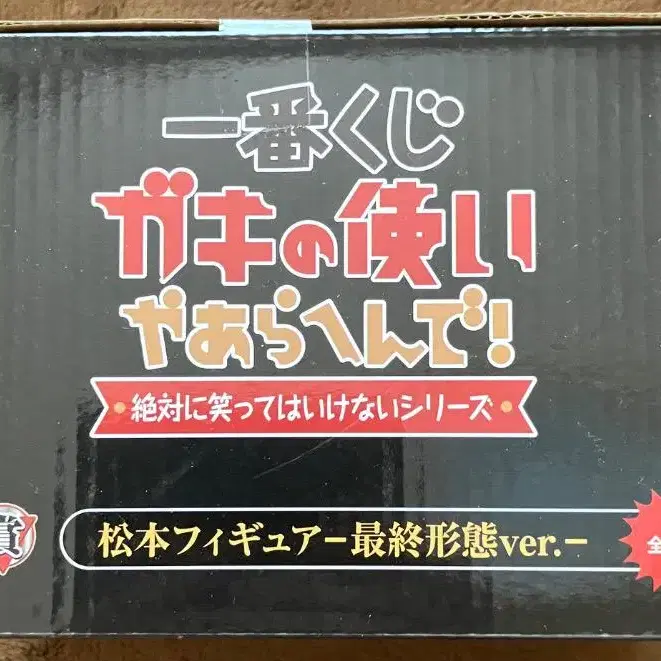 一番くじ
ガキの使い
やあらへんで!
・絶対に笑ってはいけないシリーズ・
賞
松本フィギュアー最終形態ver.ー
全